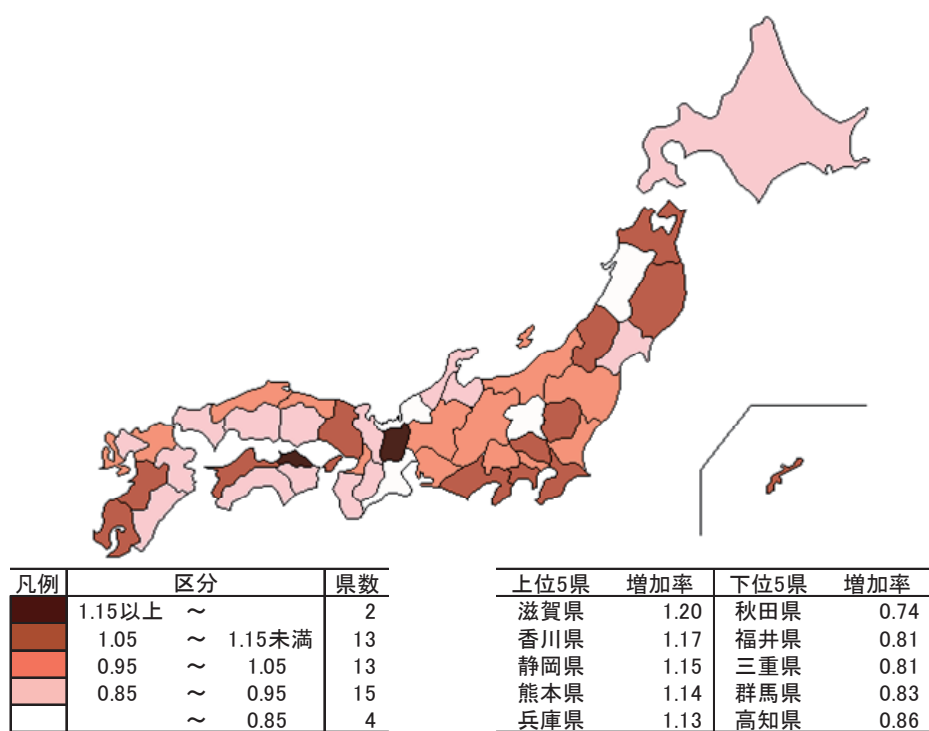 凡例 区分 県数
1.15以上 ～ 2
1.05 ～ 1.15未満 13
0.95 ～ 1.05 13
0.85 ～ 0.95 15
～ 0.85 4
上位5県 増加率 下位5県 増加率
滋賀県 1.20 秋田県 0.74
香川県 1.17 福井県 0.81
静岡県 1.15 三重県 0.81
熊本県 1.14 群馬県 0.83
兵庫県 1.13 高知県 0.86